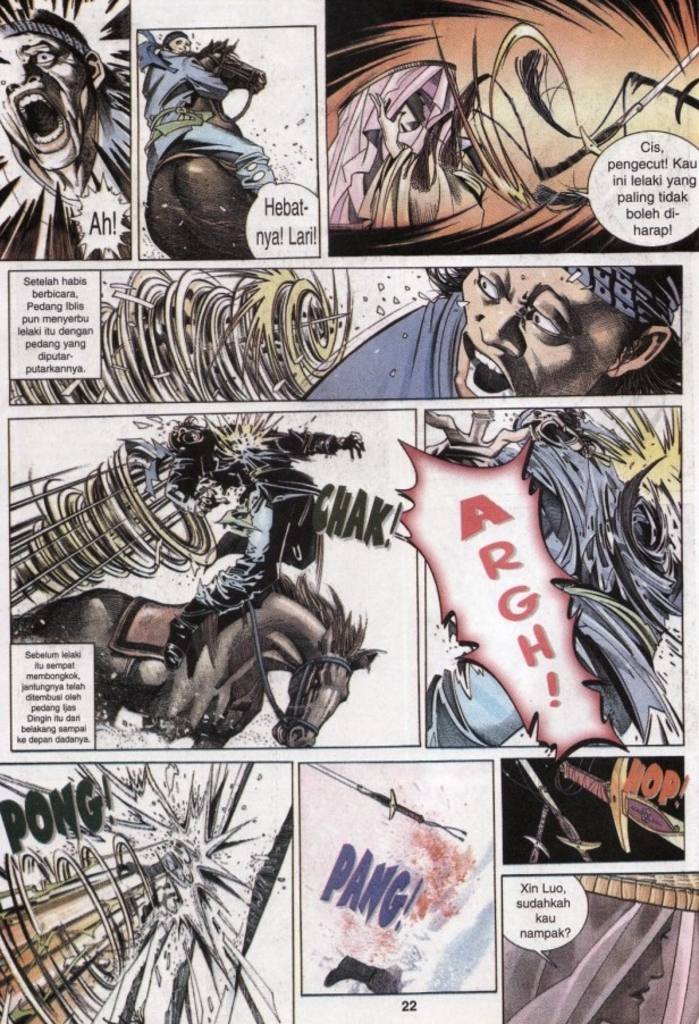 Ah!
Hebat-
nya! Lari!
Cis,
pengecut! Kau
ini lelaki yang
paling tidak
boleh di-
harap!
Setelah habis
berbicara,
Pedang Iblis
pun menyerbu
lelaki itu dengan
pedang yang
diputar-
putarkannya.
CHAK!
Sebelum lelaki
itu sempat
membongkok,
jantungnya telah
ditembusi oleh
pedang Ijas
Dingin itu dari
belakang sampai
ke depan dadanya.
ARGH!
PONG!
PANG!
HOP!
Xin Luo,
sudahkah
kau
nampak?
22